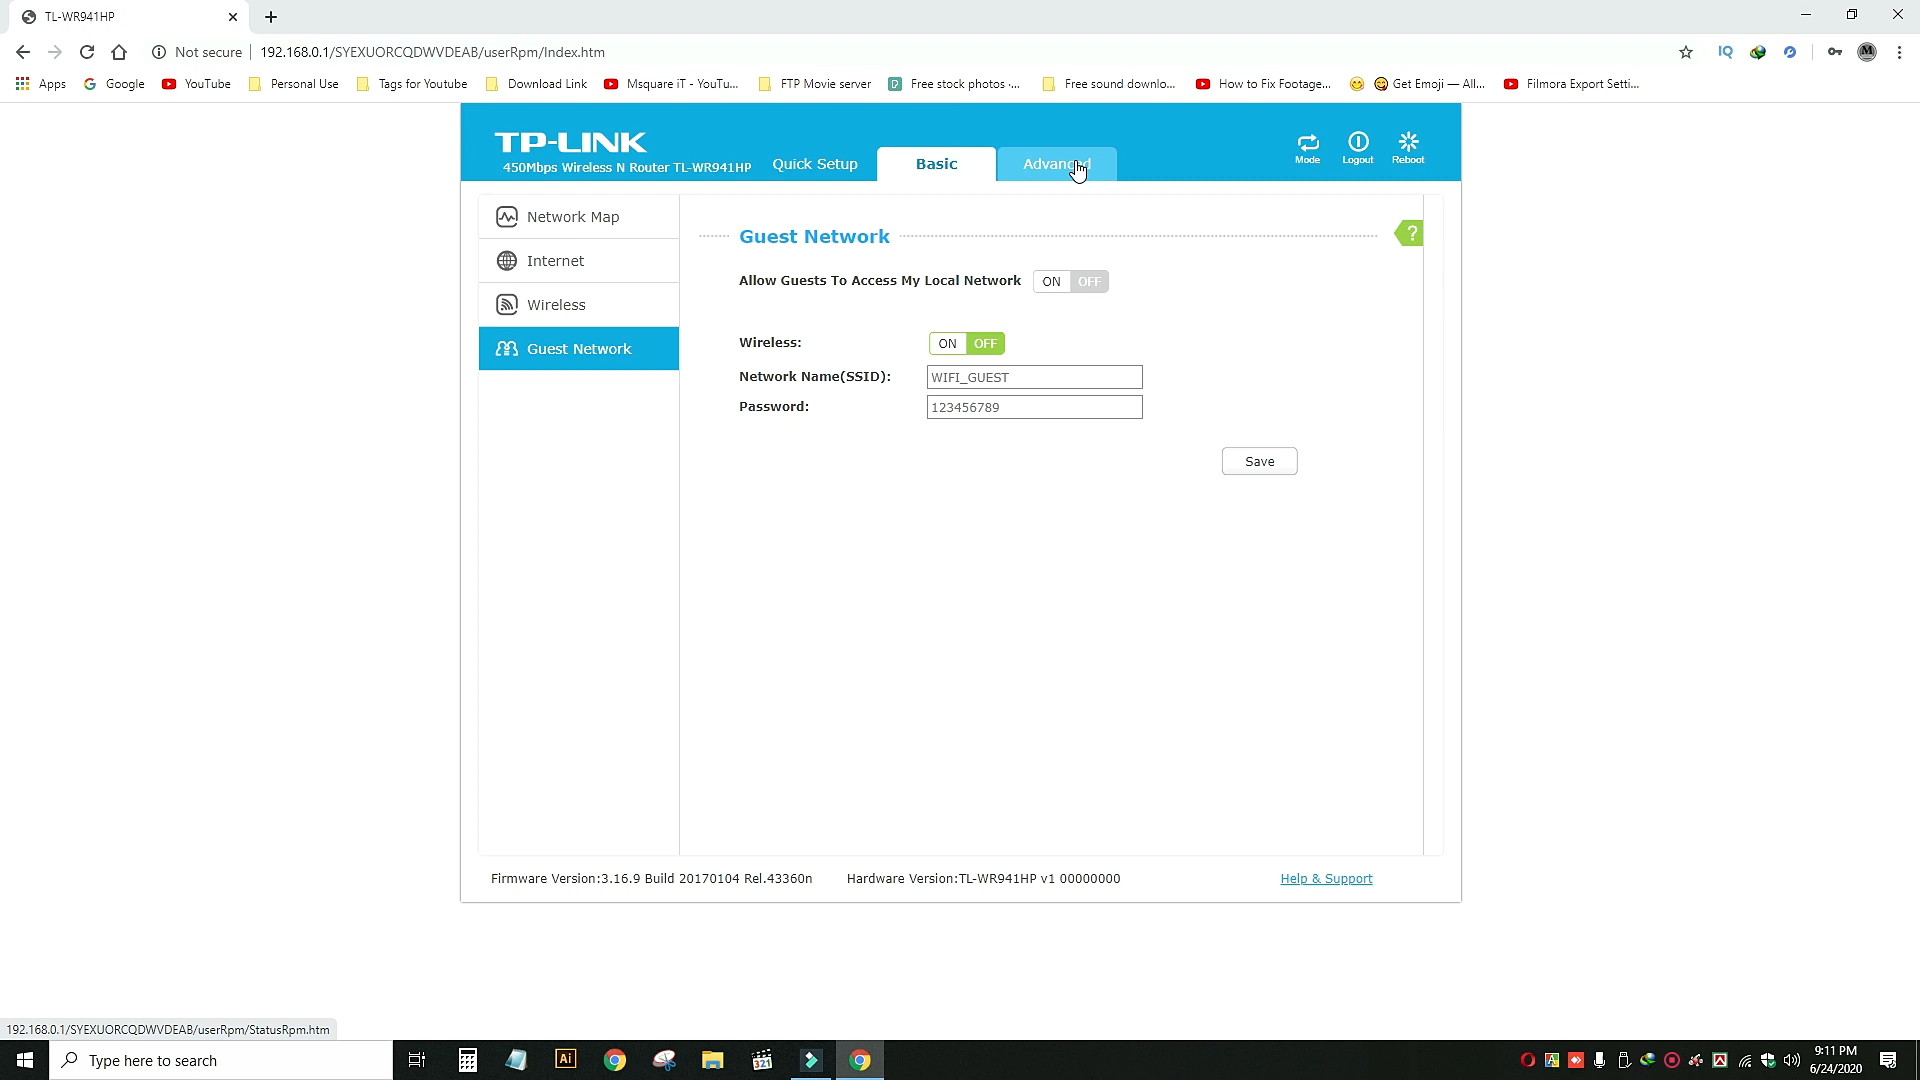 TL-WR941HP
Not secure 192.168.0.1/SYEXUORCQDWVDEAB/userRpm/Index.htm
Apps Google YouTube Personal Use Tags for Youtube Download Link Msquare iT - YouTu... FTP Movie server Free stock photos ·... Free sound downlo... How to Fix Footage... Get Emoji — All... Filmora Export Setti...
TP-LINK
450Mbps Wireless N Router TL-WR941HP
Quick Setup Basic Advanced
Mode Logout Reboot
Network Map
Internet
Wireless
Guest Network
Guest Network
?
Allow Guests To Access My Local Network ON OFF
Wireless: ON OFF
Network Name(SSID): WIFI_GUEST
Password: 123456789
Save
Firmware Version:3.16.9 Build 20170104 Rel.43360n Hardware Version:TL-WR941HP v1 00000000 Help & Support
192.168.0.1/SYEXUORCQDWVDEAB/userRpm/StatusRpm.htm
Type here to search
Ai
321
9:11 PM
6/24/2020